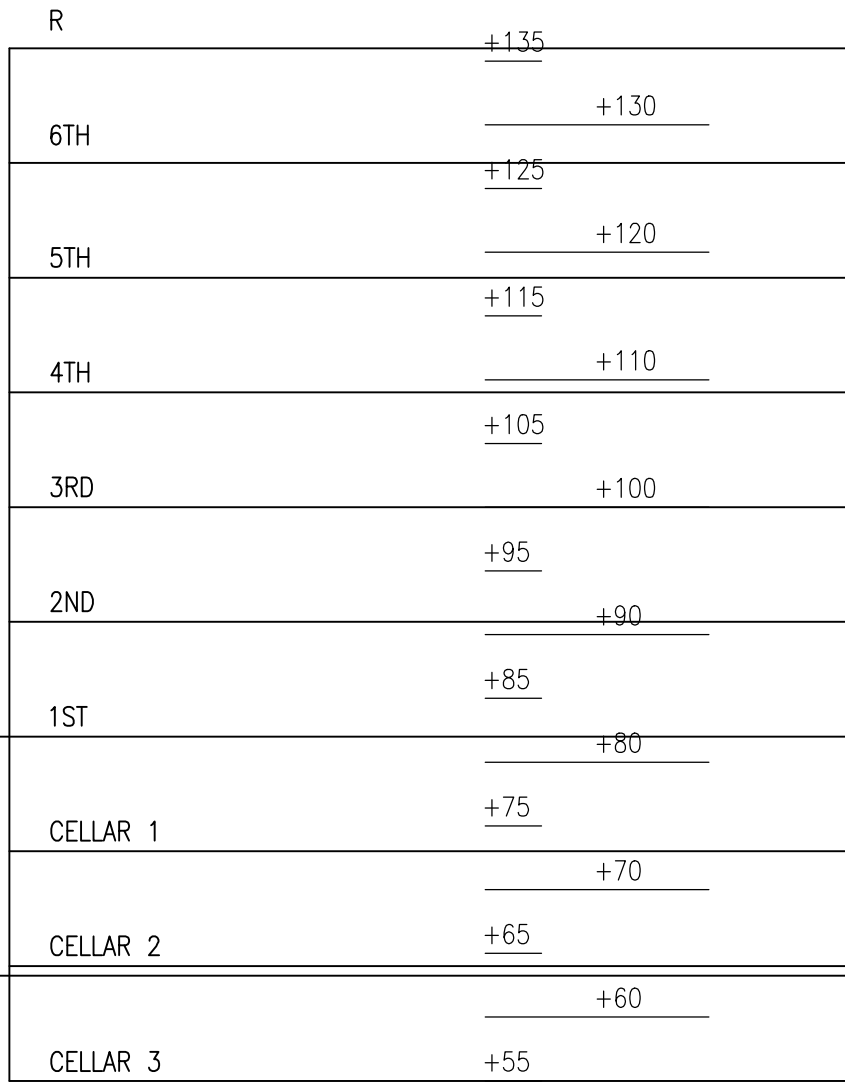 R
+135
+130
6TH
+125
+120
5TH
+115
+110
4TH
+105
3RD
+100
+95
2ND
+90
+85
1ST
+80
+75
CELLAR 1
+70
+65
CELLAR 2
+60
CELLAR 3
+55